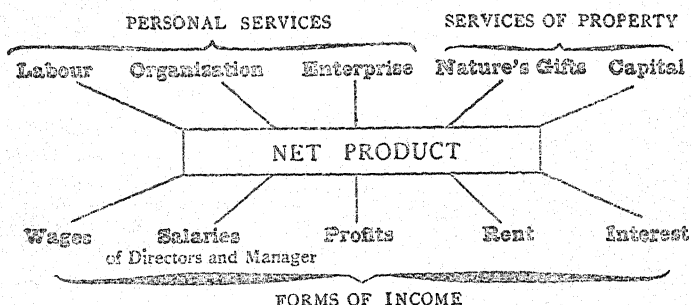 PERSONAL SERVICES SERVICES OF PROPERTY
Labour Organization Enterprise Nature's Gifts Capital
NET PRODUCT
Wages Salaries Profits Rent Interest
of Directors and Manager
FORMS OF INCOME